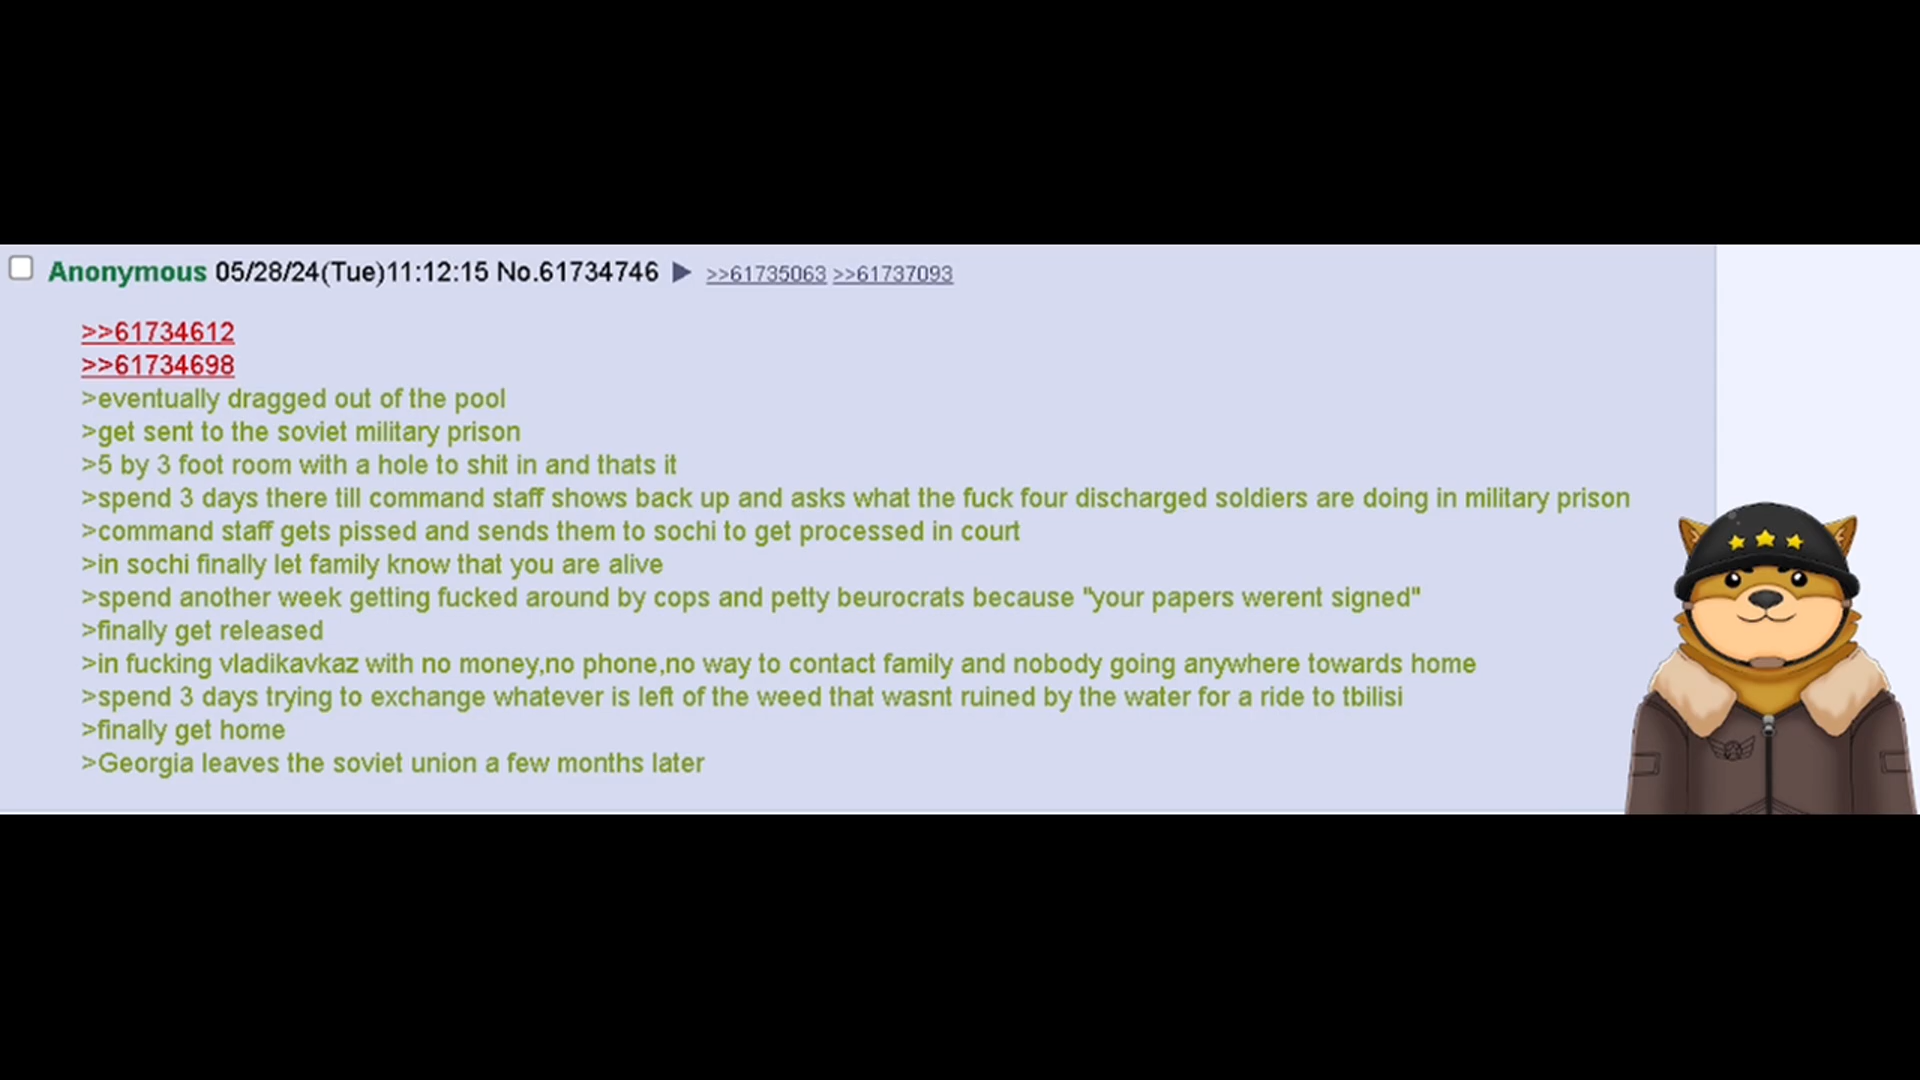 Anonymous 05/28/24(Tue)11:12:15 No.61734746 ▶ >>61735063 >>61737093
>>61734612
>>61734698
>eventually dragged out of the pool
>get sent to the soviet military prison
>5 by 3 foot room with a hole to shit in and thats it
>spend 3 days there till command staff shows back up and asks what the fuck four discharged soldiers are doing in military prison
>command staff gets pissed and sends them to sochi to get processed in court
>in sochi finally let family know that you are alive
>spend another week getting fucked around by cops and petty beurocrats because "your papers werent signed"
>finally get released
>in fucking vladikavkaz with no money,no phone,no way to contact family and nobody going anywhere towards home
>spend 3 days trying to exchange whatever is left of the weed that wasnt ruined by the water for a ride to tbilisi
>finally get home
>Georgia leaves the soviet union a few months later